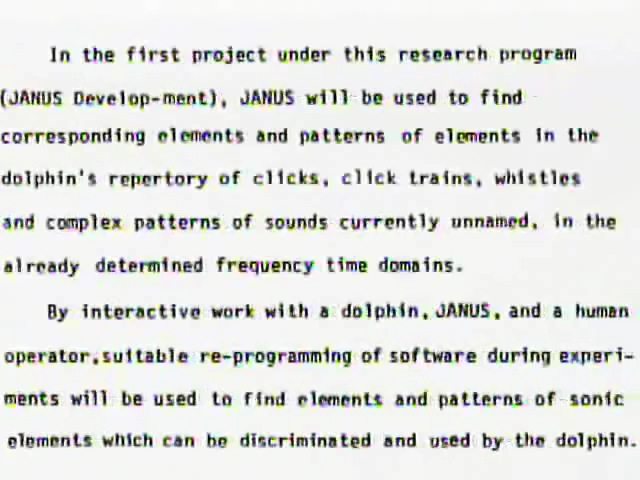 In the first project under this research program
(JANUS Develop-ment), JANUS will be used to find
corresponding elements and patterns of elements in the
dolphin's repertory of clicks, click trains, whistles
and complex patterns of sounds currently unnamed, in the
already determined frequency time domains.
By interactive work with a dolphin, JANUS, and a human
operator,suitable re-programming of software during experi-
ments will be used to find elements and patterns of sonic
elements which can be discriminated and used by the dolphin.